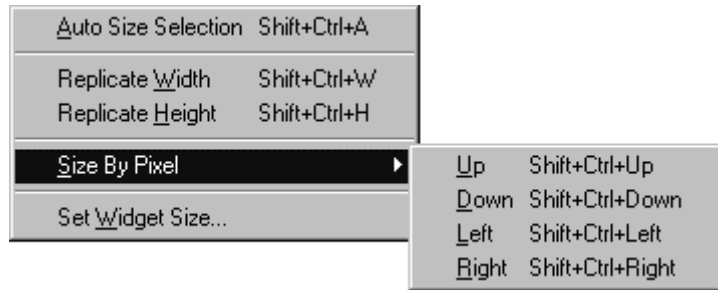 Auto Size Selection Shift+Ctrl+A
Replicate Width Shift+Ctrl+W
Replicate Height Shift+Ctrl+H
Size By Pixel
Set Widget Size...
Up Shift+Ctrl+Up
Down Shift+Ctrl+Down
Left Shift+Ctrl+Left
Right Shift+Ctrl+Right